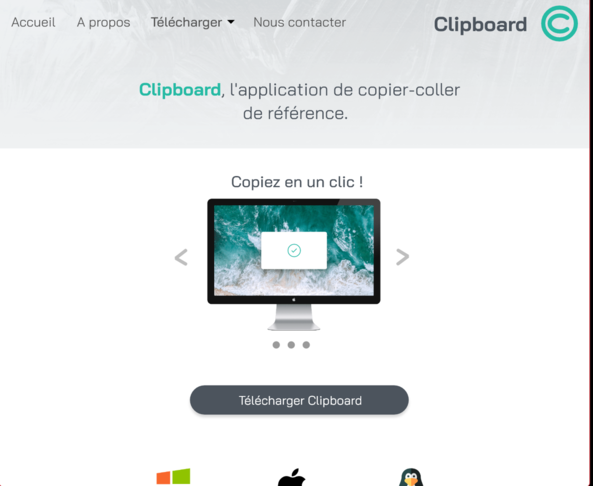 Accueil A propos Télécharger Nous contacter Clipboard
Clipboard, l'application de copier-coller
de référence.
Copiez en un clic !
Télécharger Clipboard